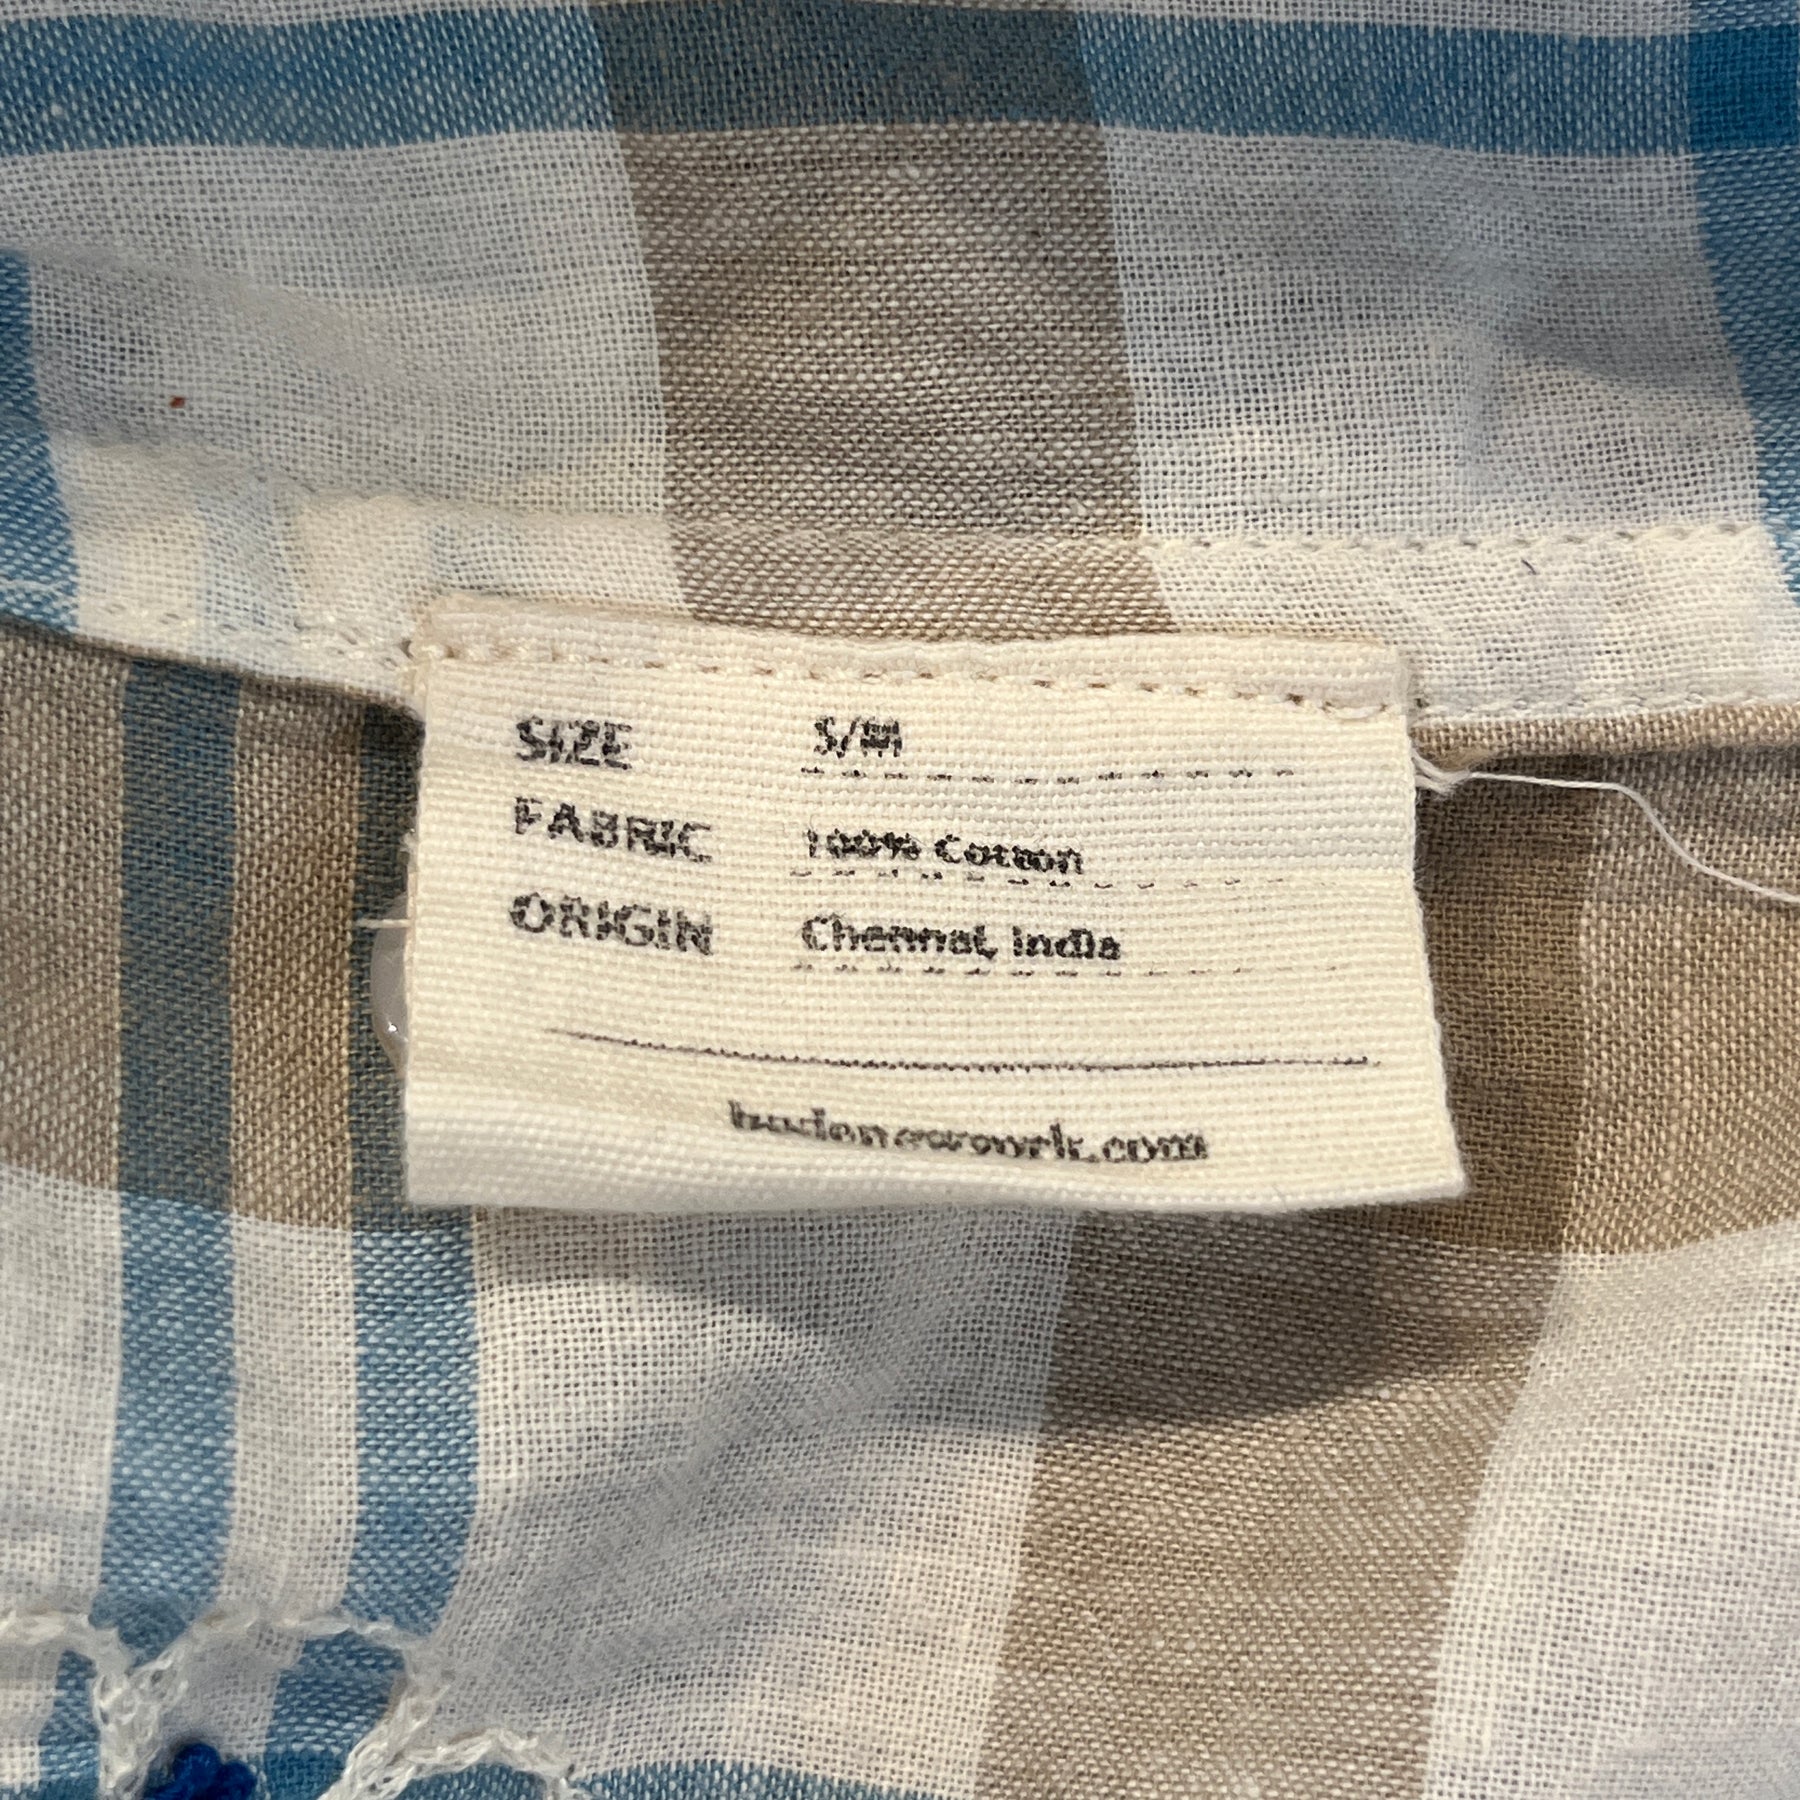 SIZE S/M
FABRIC 100% Cotton
ORIGIN Chennai, India